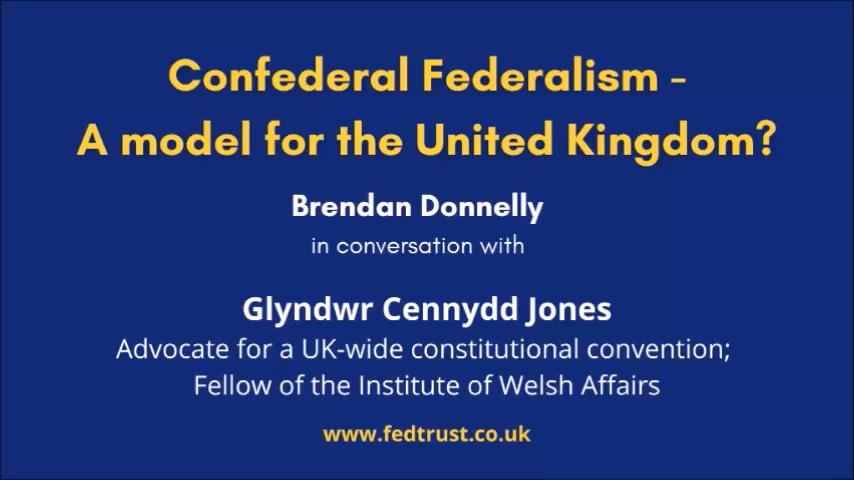 Confederal Federalism -
A model for the United Kingdom?
Brendan Donnelly
in conversation with
Glyndwr Cennydd Jones
Advocate for a UK-wide constitutional convention;
Fellow of the Institute of Welsh Affairs
www.fedtrust.co.uk